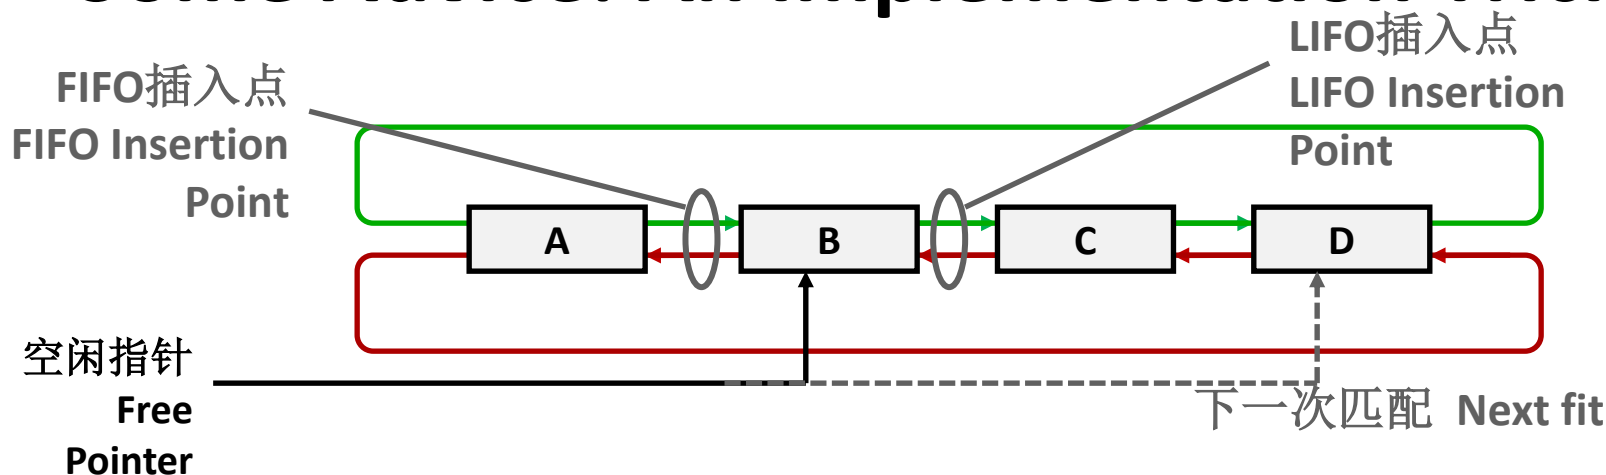 LIFO插入点
LIFO Insertion
Point
FIFO插入点
FIFO Insertion
Point
A
B
C
D
空闲指针
Free
Pointer
下一次匹配 Next fit